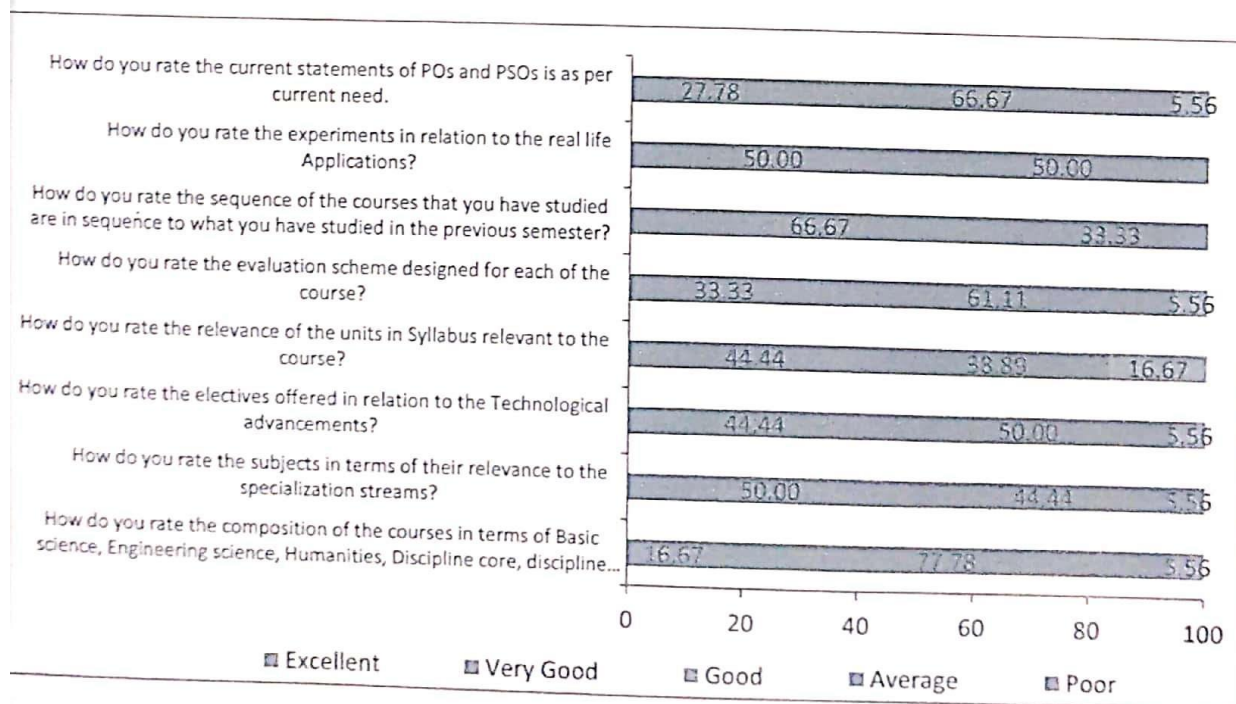 How do you rate the current statements of POs and PSOs is as per
current need.
27.78 66.67 5.56
How do you rate the experiments in relation to the real life
Applications?
50.00 50.00
How do you rate the sequence of the courses that you have studied
are in sequence to what you have studied in the previous semester?
66.67 33.33
How do you rate the evaluation scheme designed for each of the
course?
33.33 61.11 5.56
How do you rate the relevance of the units in Syllabus relevant to the
course?
44.44 38.89 16.67
How do you rate the electives offered in relation to the Technological
advancements?
44.44 50.00 5.56
How do you rate the subjects in terms of their relevance to the
specialization streams?
50.00 44.44 5.56
How do you rate the composition of the courses in terms of Basic
science, Engineering science, Humanities, Discipline core, discipline...
16.67 77.78 5.56
0 20 40 60 80 100
Excellent Very Good Good Average Poor